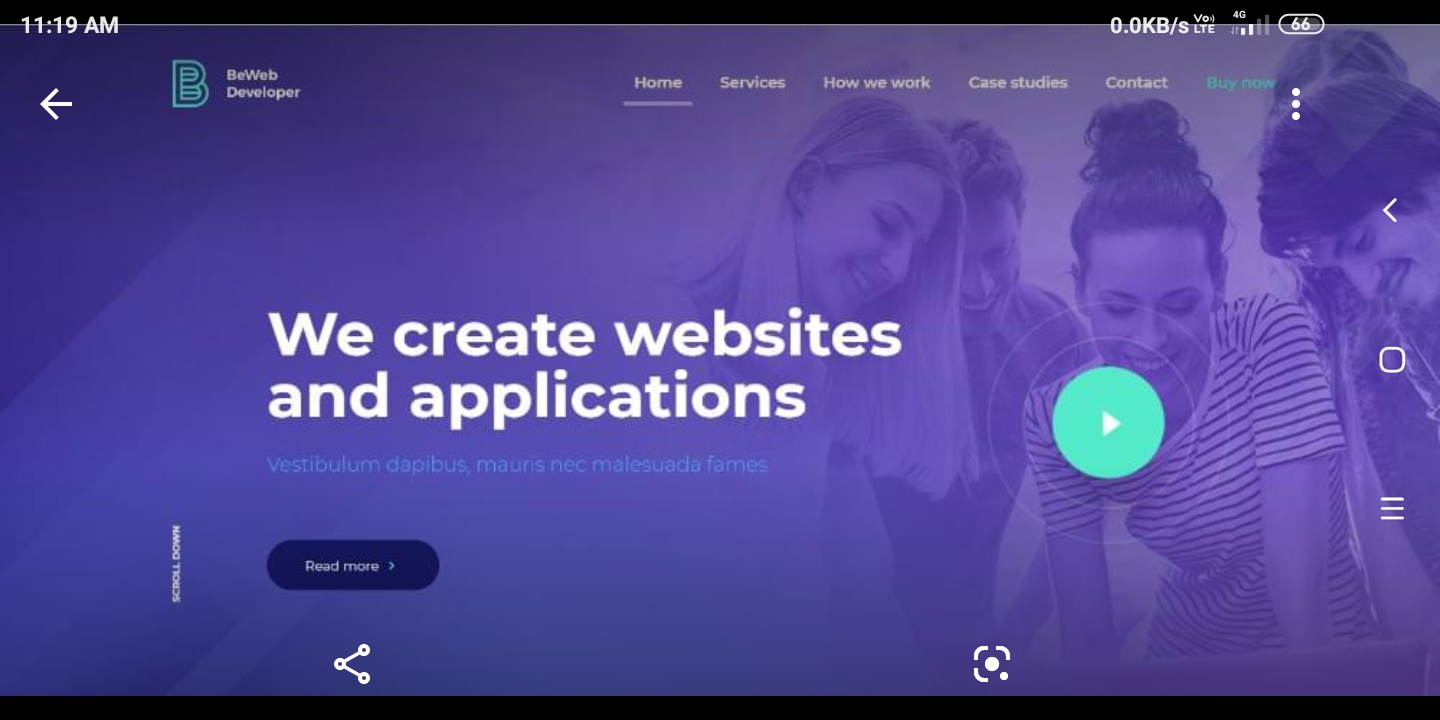 11:19 AM
0.0KB/s Vo) LTE 4G 66
BeWeb
Developer
Home Services How we work Case studies Contact Buy now
We create websites
and applications
Vestibulum dapibus, mauris nec malesuada fames
SCROLL DOWN
Read more